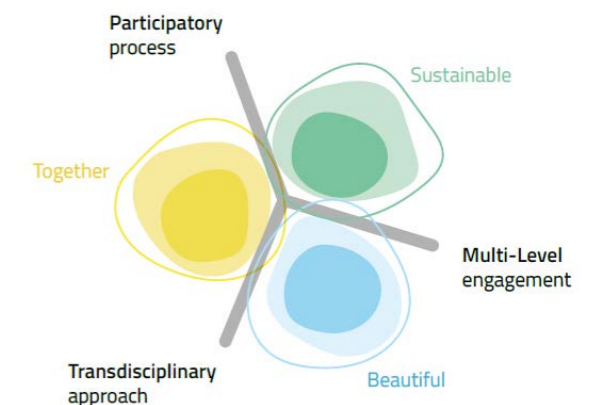 Participatory
process
Sustainable
Together
Multi-Level
engagement
Transdisciplinary
approach
Beautiful